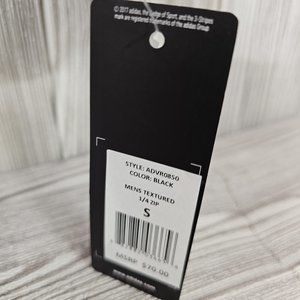 © 2017 adidas, the Badge of Sport, and the 3-Stripes
mark are registered trademarks of the adidas Group.
STYLE: ADVR0850
COLOR: BLACK
MENS TEXTURED
1/4 ZIP
S
MSRP $70.00